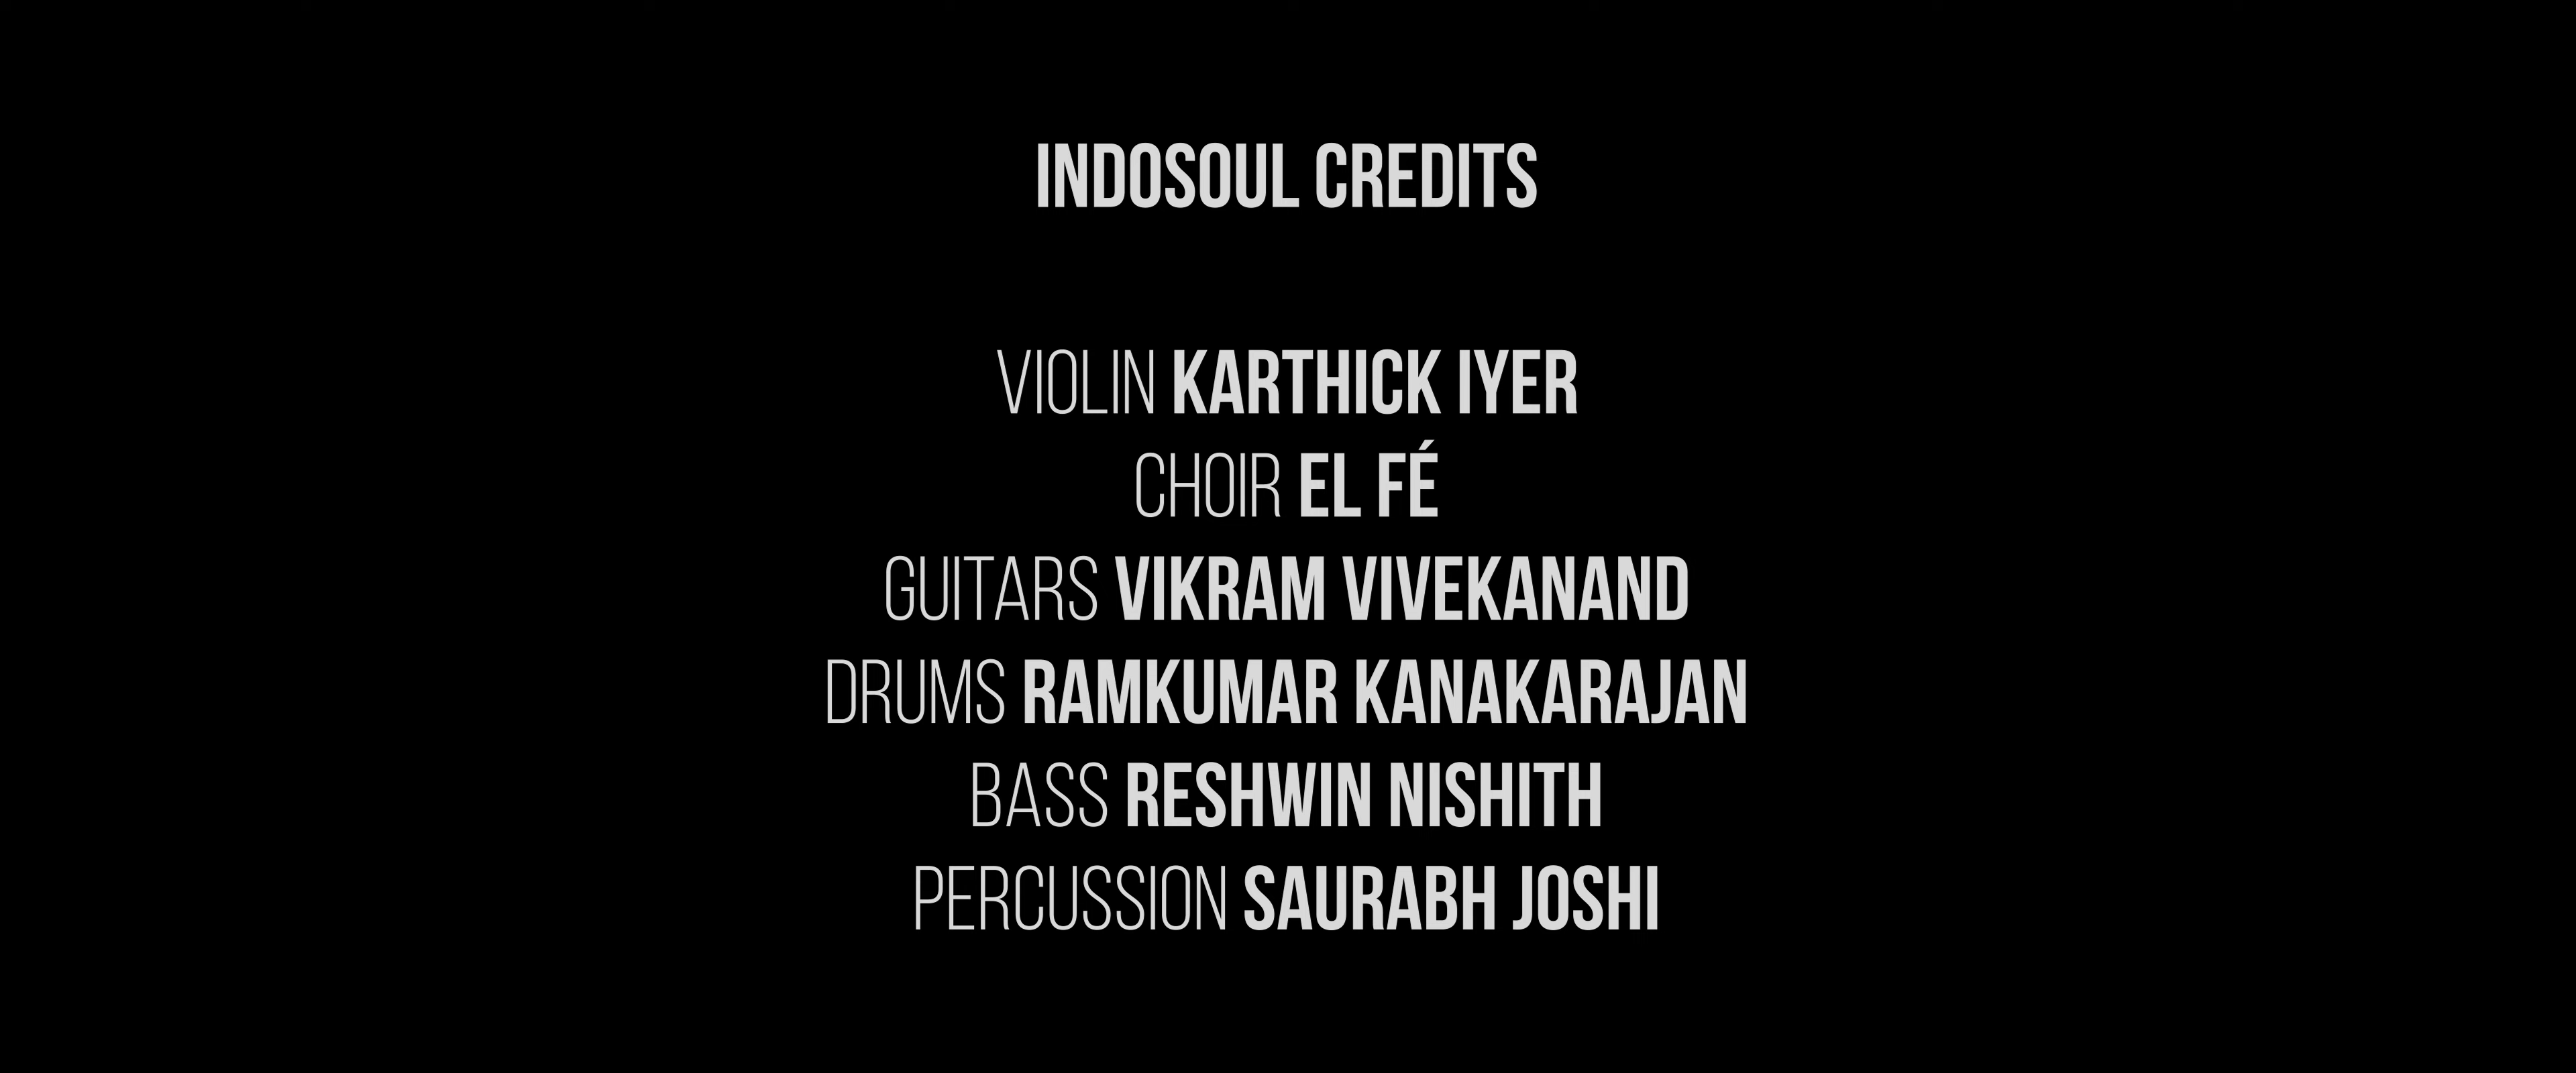 INDOSOUL CREDITS
VIOLIN KARTHICK IYER
CHOIR EL FÉ
GUITARS VIKRAM VIVEKANAND
DRUMS RAMKUMAR KANAKARAJAN
BASS RESHWIN NISHITH
PERCUSSION SAURABH JOSHI